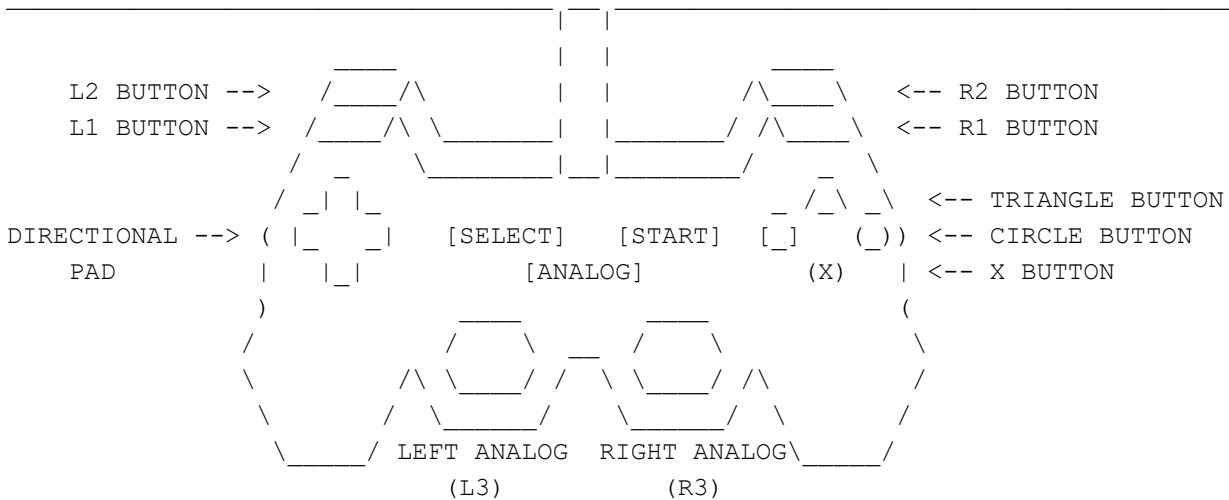 L2 BUTTON --> <-- R2 BUTTON
L1 BUTTON --> <-- R1 BUTTON
<-- TRIANGLE BUTTON
DIRECTIONAL --> [SELECT] [START] <-- CIRCLE BUTTON
PAD [ANALOG] (X) <-- X BUTTON
LEFT ANALOG RIGHT ANALOG
(L3) (R3)